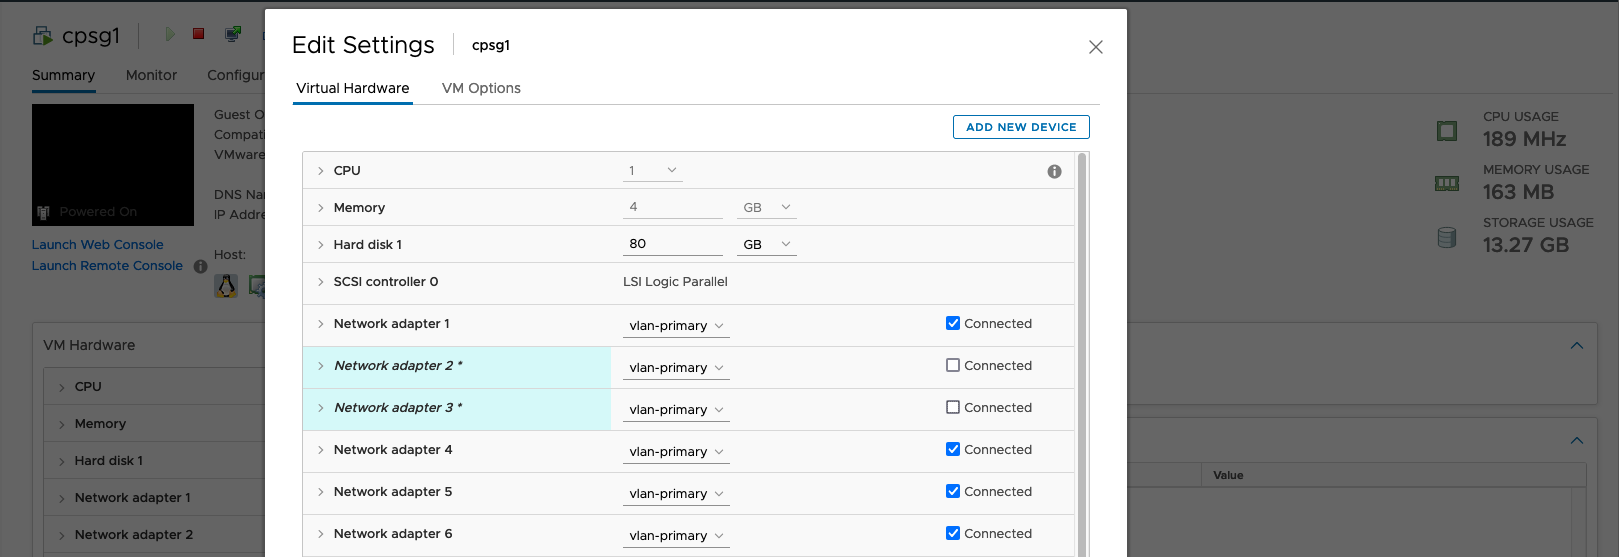 cpsg1
Summary
Monitor
Configur
Powered On
Launch Web Console
Launch Remote Console
Guest O
Compati
VMware
DNS Nar
IP Addre
Host:
VM Hardware
CPU
Memory
Hard disk 1
Network adapter 1
Network adapter 2
Edit Settings
cpsg1
Virtual Hardware
VM Options
ADD NEW DEVICE
CPU 1
Memory 4 GB
Hard disk 1 80 GB
SCSI controller 0 LSI Logic Parallel
Network adapter 1 vlan-primary Connected
Network adapter 2 * vlan-primary Connected
Network adapter 3 * vlan-primary Connected
Network adapter 4 vlan-primary Connected
Network adapter 5 vlan-primary Connected
Network adapter 6 vlan-primary Connected
CPU USAGE
189 MHz
MEMORY USAGE
163 MB
STORAGE USAGE
13.27 GB
Value